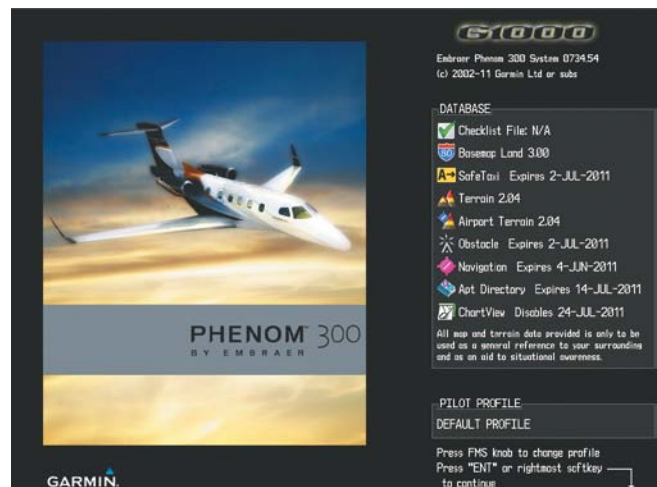 G1000
Embraer Phenom 300 System 0734.54
(c) 2002-11 Garmin Ltd or subs
DATABASE
Checklist File: N/A
80
Basemap Land 3.00
A→
SafeTaxi Expires 2-JUL-2011
Terrain 2.04
Airport Terrain 2.04
Obstacle Expires 2-JUL-2011
Navigation Expires 4-JUN-2011
Apt Directory Expires 14-JUL-2011
ChartView Disables 24-JUL-2011
All map and terrain data provided is only to be
used as a general reference to your surrounding
and as an aid to situational awareness.
PHENOM™ 300
BY EMBRAER
PILOT PROFILE
DEFAULT PROFILE
Press FMS knob to change profile
Press "ENT" or rightmost softkey
to continue
GARMIN.